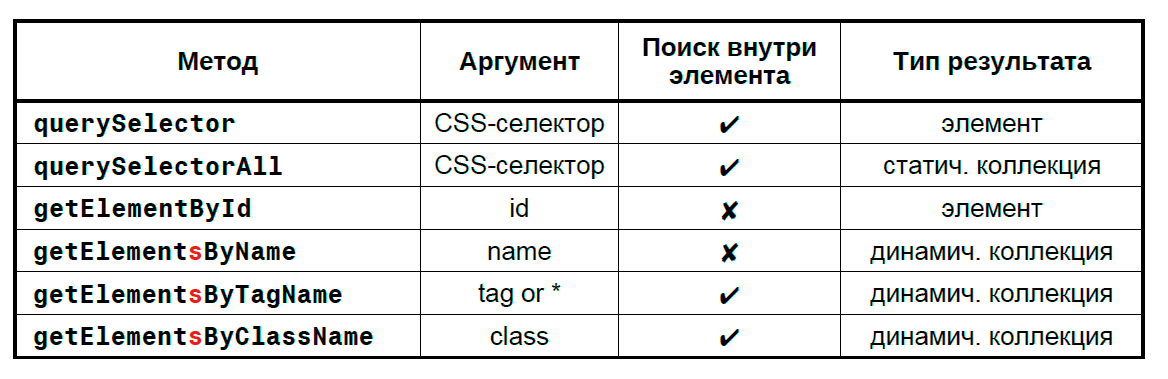 Метод Аргумент Поиск внутри элемента Тип результата
querySelector CSS-селектор ✔ элемент
querySelectorAll CSS-селектор ✔ статич. коллекция
getElementById id ✘ элемент
getElementsByName name ✘ динамич. коллекция
getElementsByTagName tag or * ✔ динамич. коллекция
getElementsByClassName class ✔ динамич. коллекция